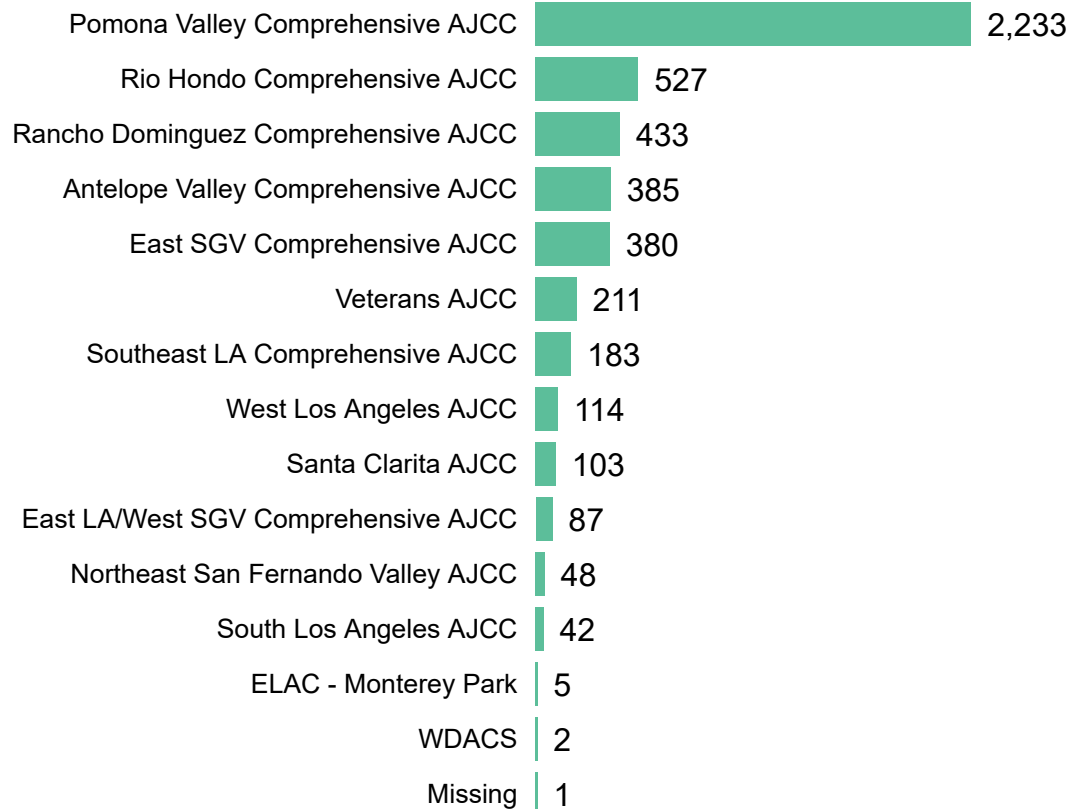 Pomona Valley Comprehensive AJCC 2,233
Rio Hondo Comprehensive AJCC 527
Rancho Dominguez Comprehensive AJCC 433
Antelope Valley Comprehensive AJCC 385
East SGV Comprehensive AJCC 380
Veterans AJCC 211
Southeast LA Comprehensive AJCC 183
West Los Angeles AJCC 114
Santa Clarita AJCC 103
East LA/West SGV Comprehensive AJCC 87
Northeast San Fernando Valley AJCC 48
South Los Angeles AJCC 42
ELAC - Monterey Park 5
WDACS 2
Missing 1